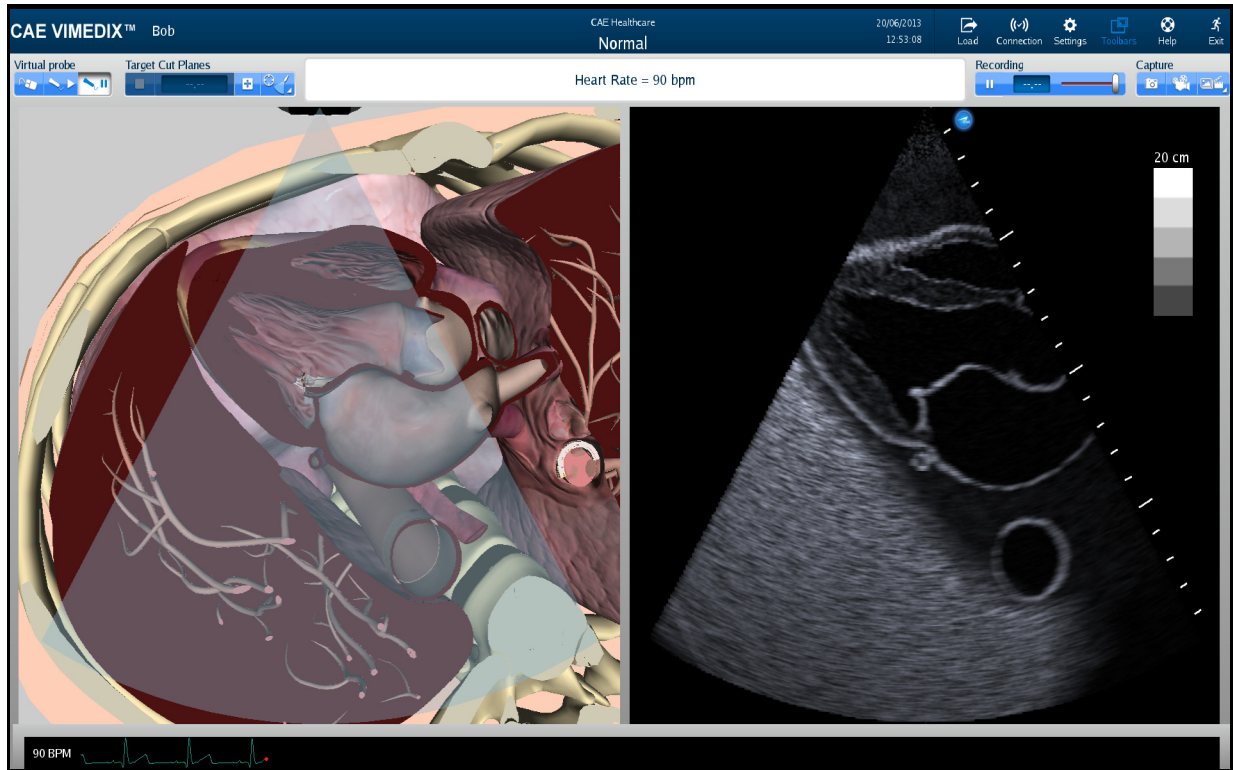 CAE VIMEDIX™ Bob
CAE Healthcare
Normal
20/06/2013
12:53:08
Load
Connection
Settings
Toolbars
Help
Exit
Virtual probe
Target Cut Planes
--,--
Heart Rate = 90 bpm
Recording
--,--
Capture
20 cm
90 BPM